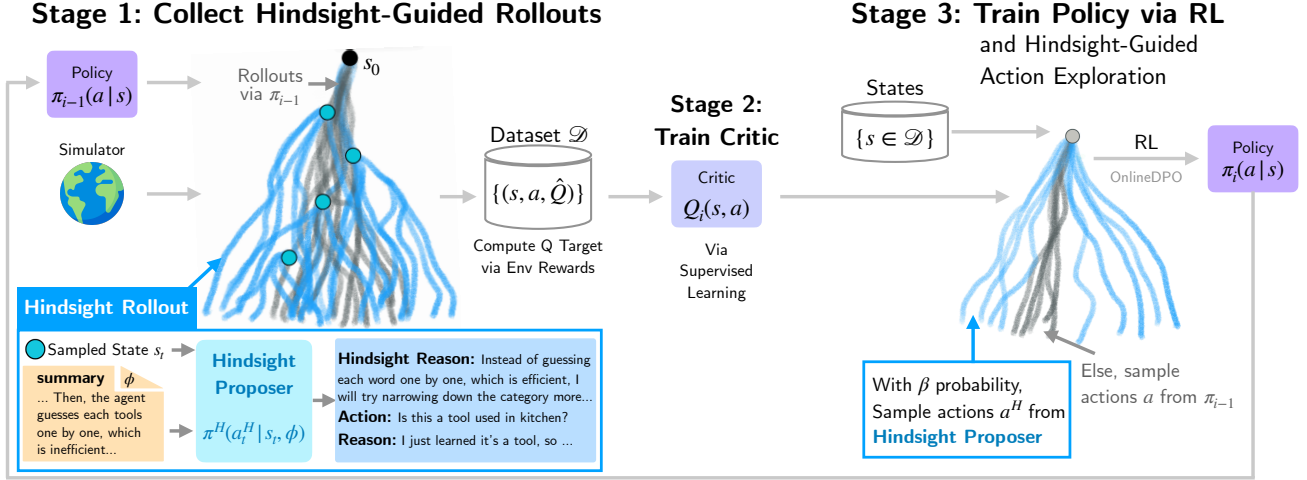 Stage 1: Collect Hindsight-Guided Rollouts
Policy
π_{i−1}(a | s)
Simulator
Rollouts
via π_{i−1}
s_0
Dataset 𝒟
{(s, a, Q̂)}
Compute Q Target
via Env Rewards
Hindsight Rollout
Sampled State s_t
summary ϕ
... Then, the agent
guesses each tools
one by one, which
is inefficient...
Hindsight
Proposer
π^H(a_t^H | s_t, ϕ)
Hindsight Reason: Instead of guessing
each word one by one, which is efficient, I
will try narrowing down the category more...
Action: Is this a tool used in kitchen?
Reason: I just learned it's a tool, so ...
Stage 2:
Train Critic
Critic
Q_i(s, a)
Via
Supervised
Learning
Stage 3: Train Policy via RL
and Hindsight-Guided
Action Exploration
States
{s ∈ 𝒟}
RL
OnlineDPO
Policy
π_i(a | s)
With β probability,
Sample actions a^H from
Hindsight Proposer
Else, sample
actions a from π_{i−1}